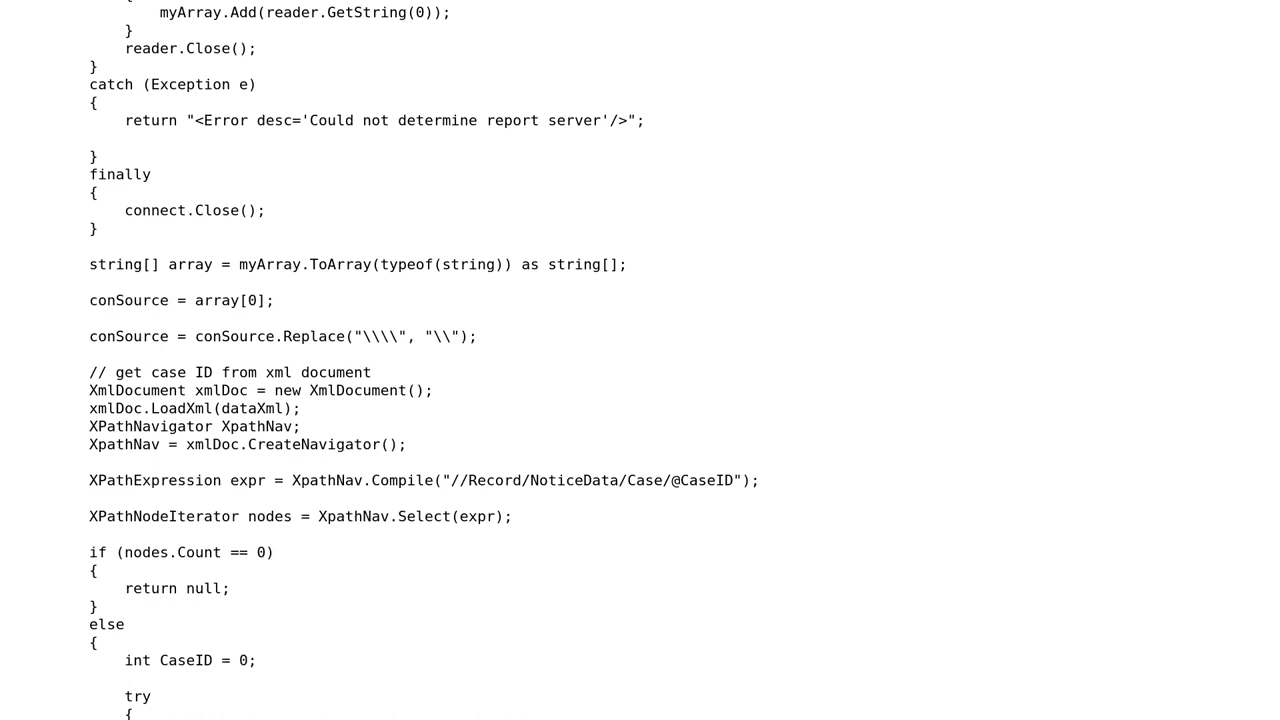 {
myArray.Add(reader.GetString(0));
}
reader.Close();
}
catch (Exception e)
{
return "<Error desc='Could not determine report server'/>";
}
finally
{
connect.Close();
}
string[] array = myArray.ToArray(typeof(string)) as string[];
conSource = array[0];
conSource = conSource.Replace("\\\\", "\\");
// get case ID from xml document
XmlDocument xmlDoc = new XmlDocument();
xmlDoc.LoadXml(dataXml);
XPathNavigator XpathNav;
XpathNav = xmlDoc.CreateNavigator();
XPathExpression expr = XpathNav.Compile("//Record/NoticeData/Case/@CaseID");
XPathNodeIterator nodes = XpathNav.Select(expr);
if (nodes.Count == 0)
{
return null;
}
else
{
int CaseID = 0;
try
{